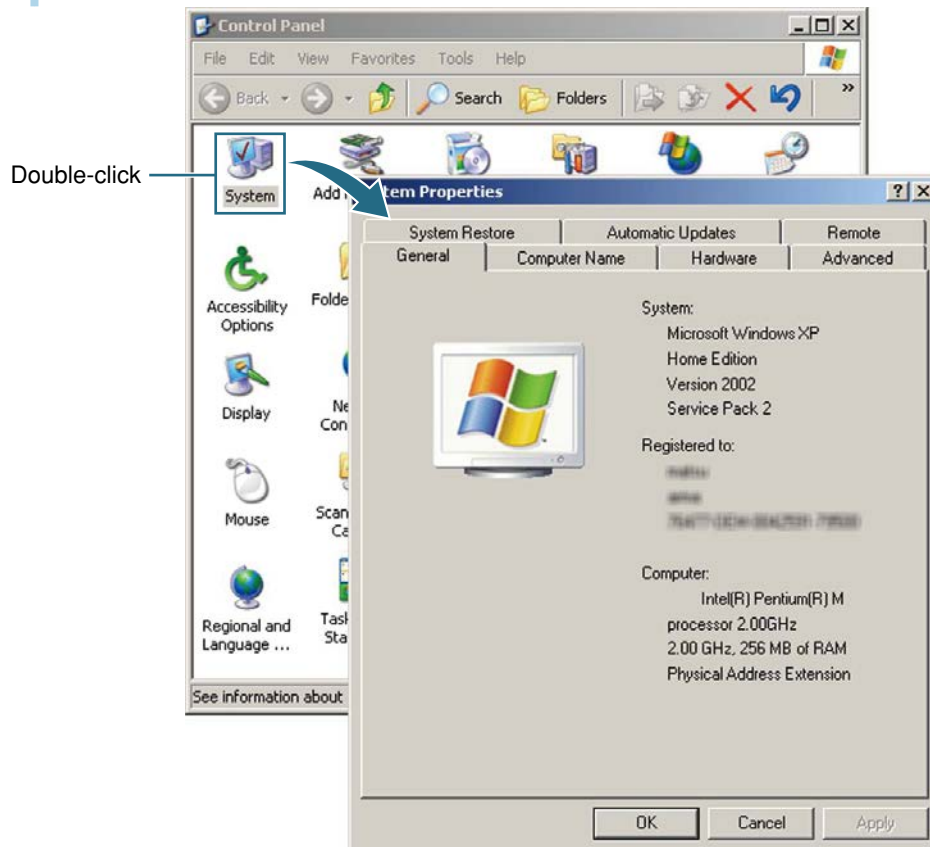 Control Panel
File Edit View Favorites Tools Help
Back Search Folders »
Double-click
System
Add
Accessibility
Options
Folde
Display
Ne
Con
Mouse
Scan
Ca
Regional and
Language ...
Task
Sta
See information about
tem Properties
System Restore Automatic Updates Remote
General Computer Name Hardware Advanced
System:
Microsoft Windows XP
Home Edition
Version 2002
Service Pack 2
Registered to:
Computer:
Intel(R) Pentium(R) M
processor 2.00GHz
2.00 GHz, 256 MB of RAM
Physical Address Extension
OK Cancel Apply